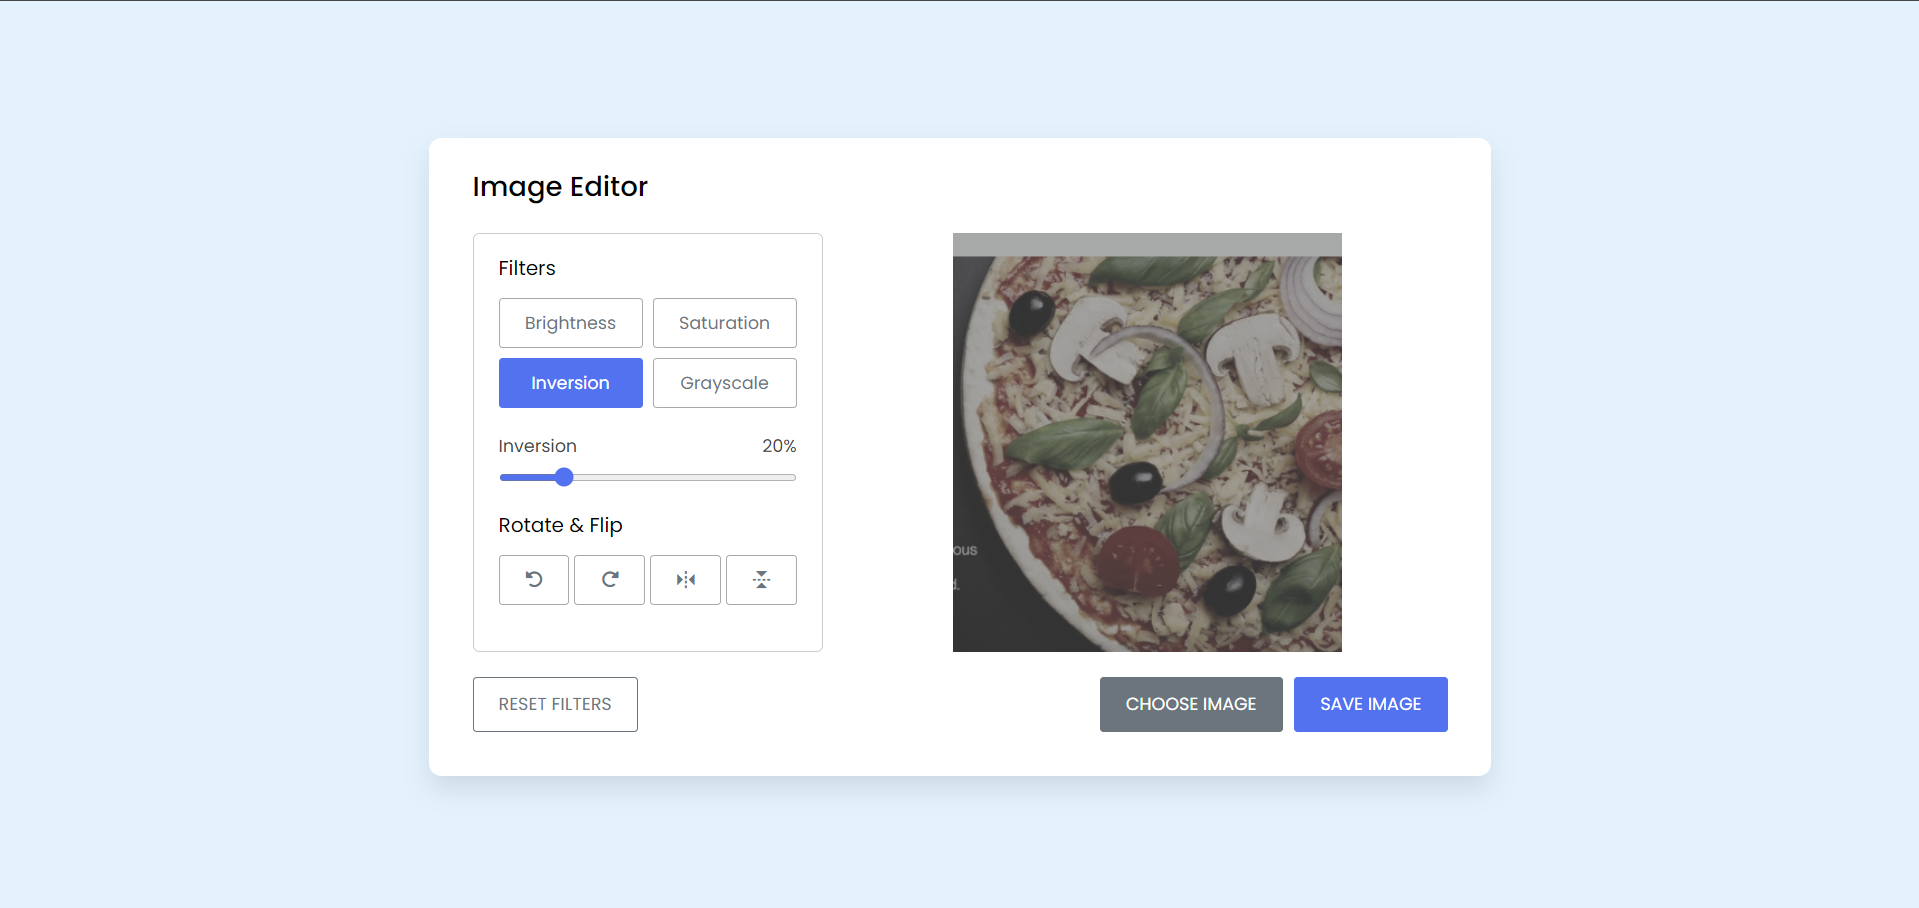 Image Editor
Filters
Brightness
Saturation
Inversion
Grayscale
Inversion 20%
Rotate & Flip
ous
d.
RESET FILTERS
CHOOSE IMAGE
SAVE IMAGE